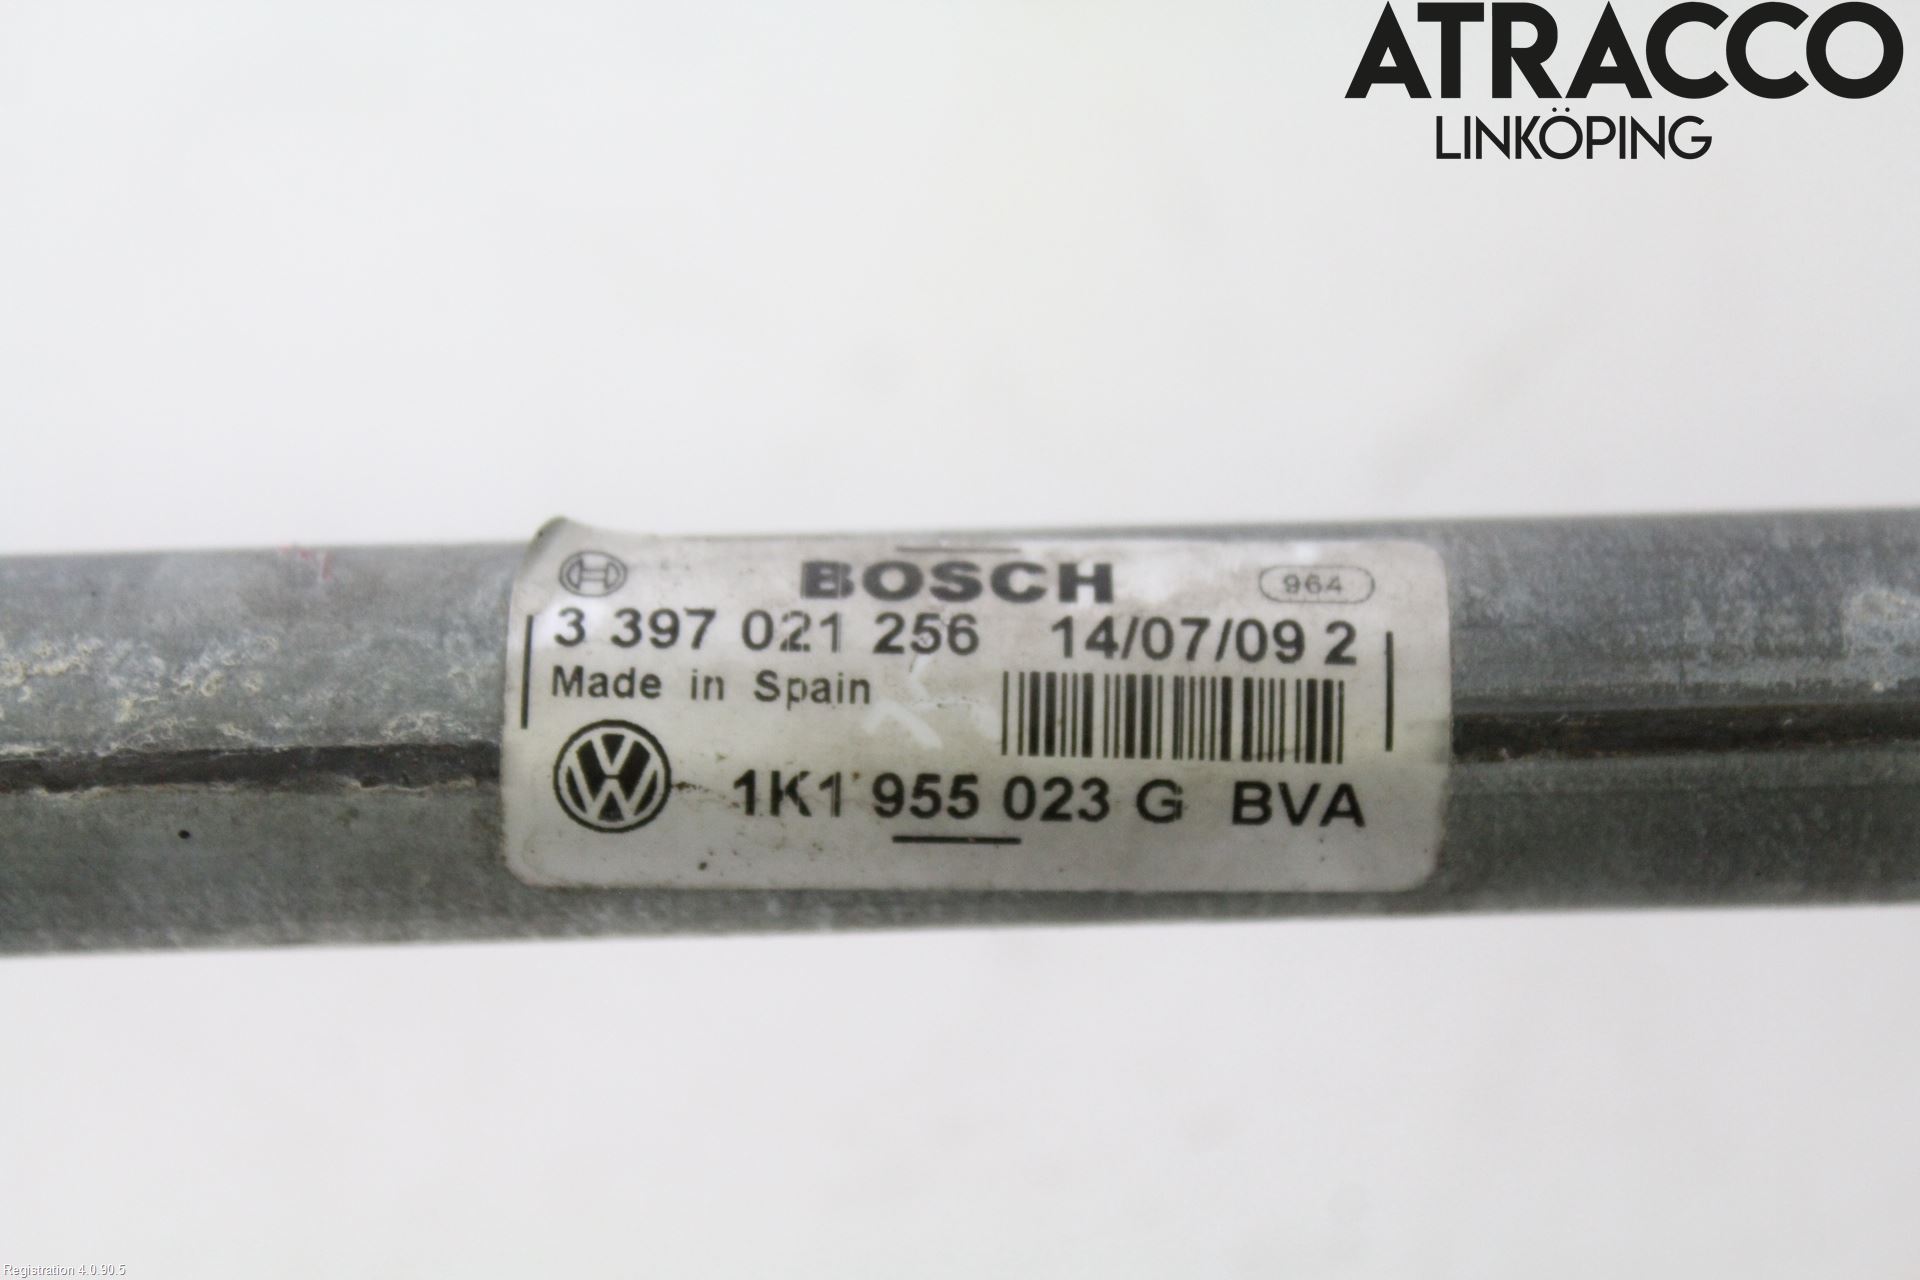 ATRACCO
LINKÖPING
BOSCH 964
3 397 021 256 14/07/09 2
Made in Spain
1K1 955 023 G BVA
Registration 4.0.90.5